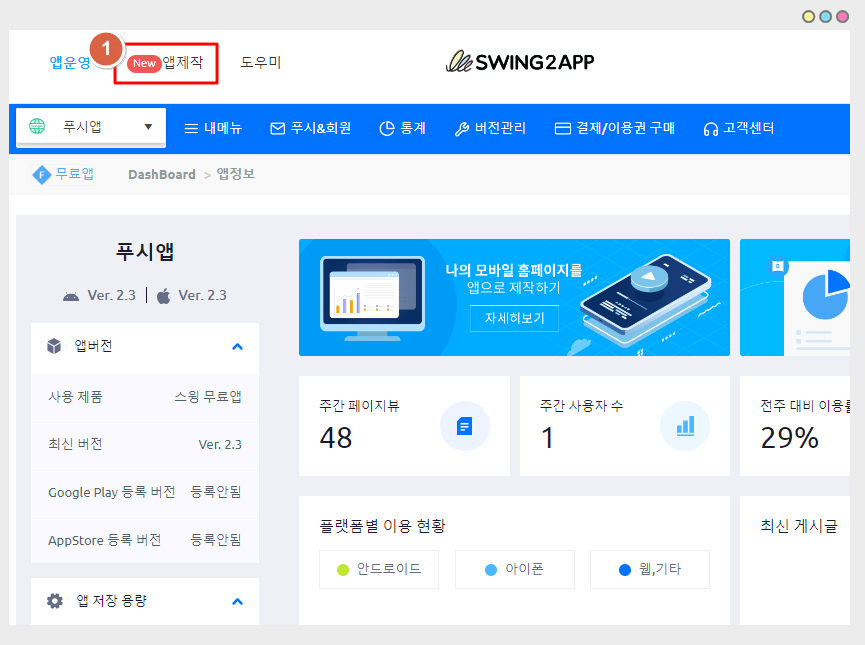 앱운영
1
New 앱제작
도우미
SWING2APP
푸시앱
내메뉴
푸시&회원
통계
버전관리
결제/이용권 구매
고객센터
F 무료앱
DashBoard > 앱정보
푸시앱
Ver. 2.3 | Ver. 2.3
앱버전
사용 제품 스윙 무료앱
최신 버전 Ver. 2.3
Google Play 등록 버전 등록안됨
AppStore 등록 버전 등록안됨
앱 저장 용량
나의 모바일 홈페이지를
앱으로 제작하기
자세히보기
주간 페이지뷰
48
주간 사용자 수
1
전주 대비 이용률
29%
플랫폼별 이용 현황
안드로이드
아이폰
웹,기타
최신 게시글